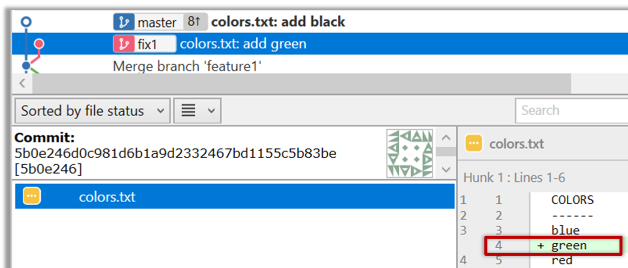 master 8↑ colors.txt: add black
fix1 colors.txt: add green
Merge branch 'feature1'
Sorted by file status
Search
Commit:
5b0e246d0c981d6b1a9d2332467bd1155c5b83be
[5b0e246]
colors.txt
colors.txt
Hunk 1 : Lines 1-6
1 1 COLORS
2 2 ------
3 3 blue
4 + green
4 5 red